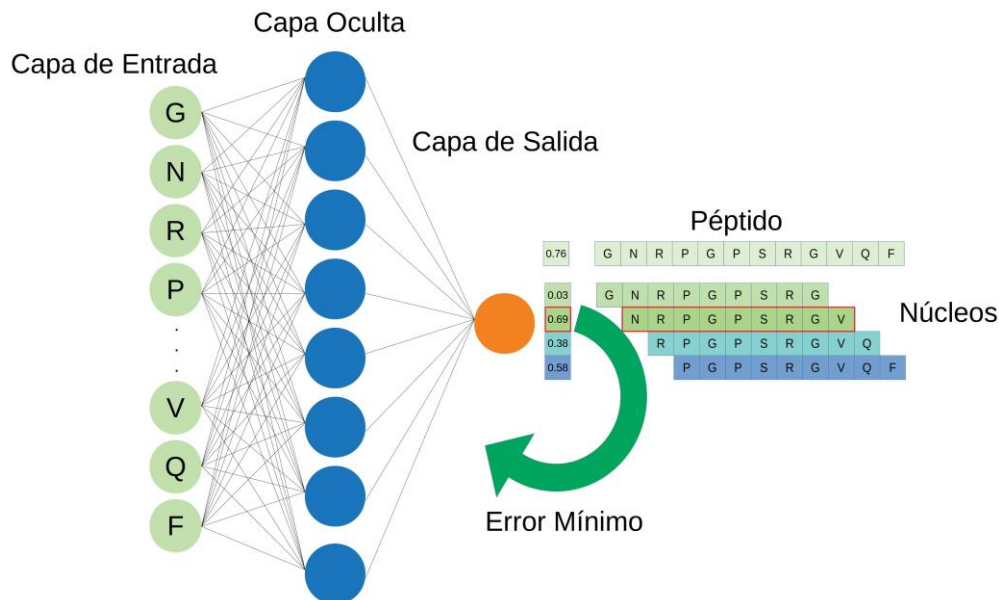 Capa Oculta
Capa de Entrada
G
N
R
P
.
.
.
V
Q
F
Capa de Salida
Péptido
0.76 G N R P G P S R G V Q F
Núcleos
0.03 G N R P G P S R G
0.69 N R P G P S R G V
0.38 R P G P S R G V Q
0.58 P G P S R G V Q F
Error Mínimo